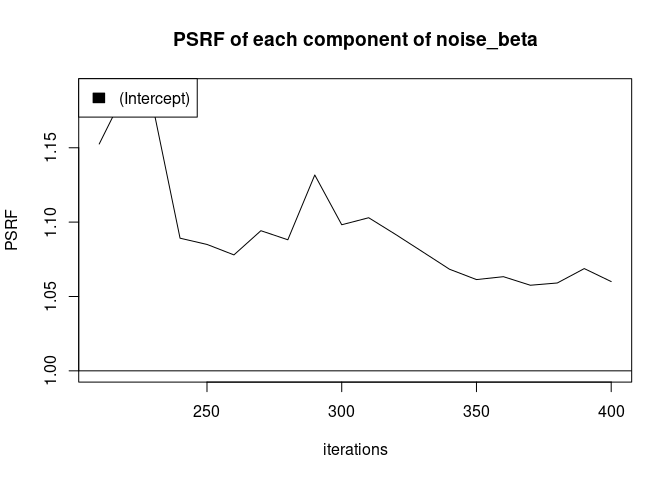 PSRF of each component of noise_beta
(Intercept)
1.15
1.10
1.05
1.00
PSRF
250 300 350 400
iterations